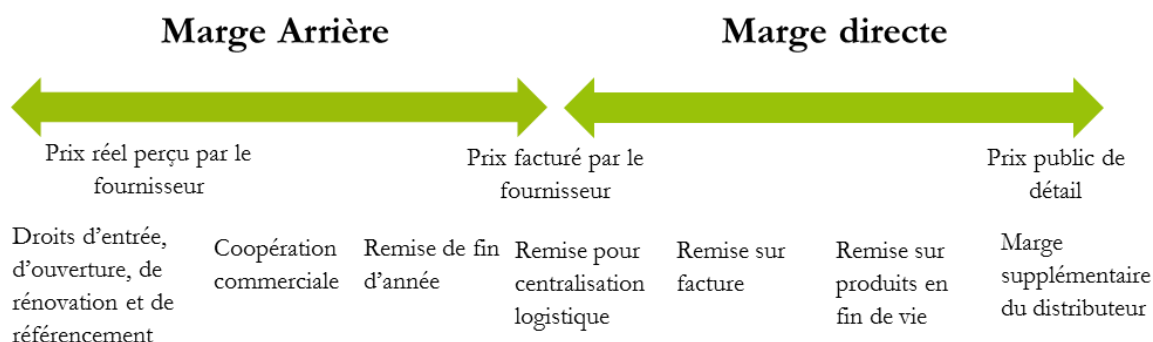 Marge Arrière
Marge directe
Prix réel perçu par le
fournisseur
Prix facturé par le
fournisseur
Prix public de
détail
Droits d'entrée,
d'ouverture, de
rénovation et de
référencement
Coopération
commerciale
Remise de fin
d'année
Remise pour
centralisation
logistique
Remise sur
facture
Remise sur
produits en
fin de vie
Marge
supplémentaire
du distributeur